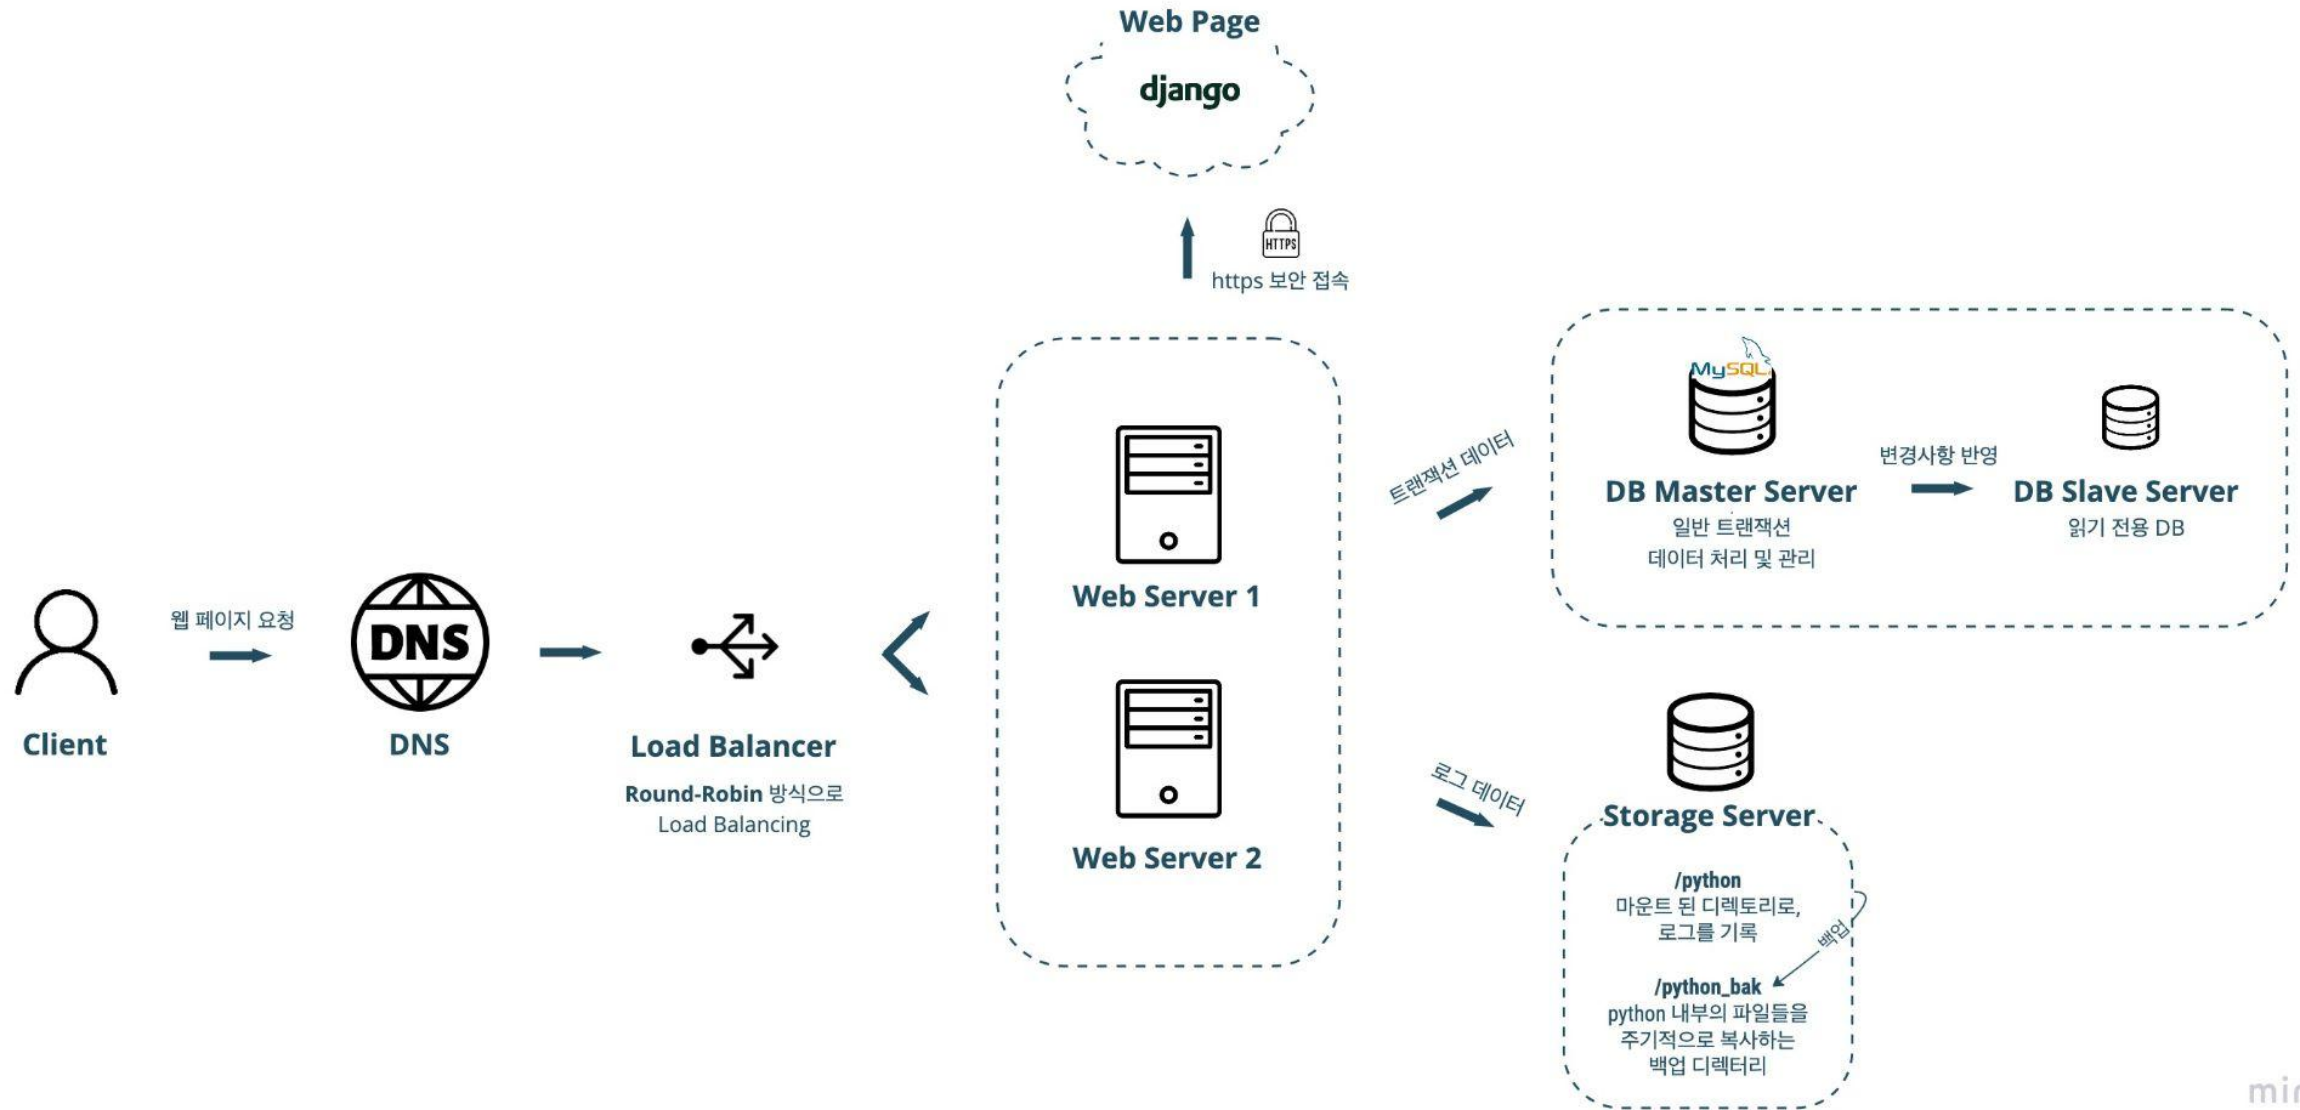 Web Page
django
HTTPS
https 보안 접속
웹 페이지 요청
Client
DNS
DNS
Load Balancer
Round-Robin 방식으로
Load Balancing
Web Server 1
Web Server 2
트랜잭션 데이터
MySQL
DB Master Server
일반 트랜잭션
데이터 처리 및 관리
변경사항 반영
DB Slave Server
읽기 전용 DB
로그 데이터
Storage Server
/python
마운트 된 디렉토리로,
로그를 기록
백업
/python_bak
python 내부의 파일들을
주기적으로 복사하는
백업 디렉터리